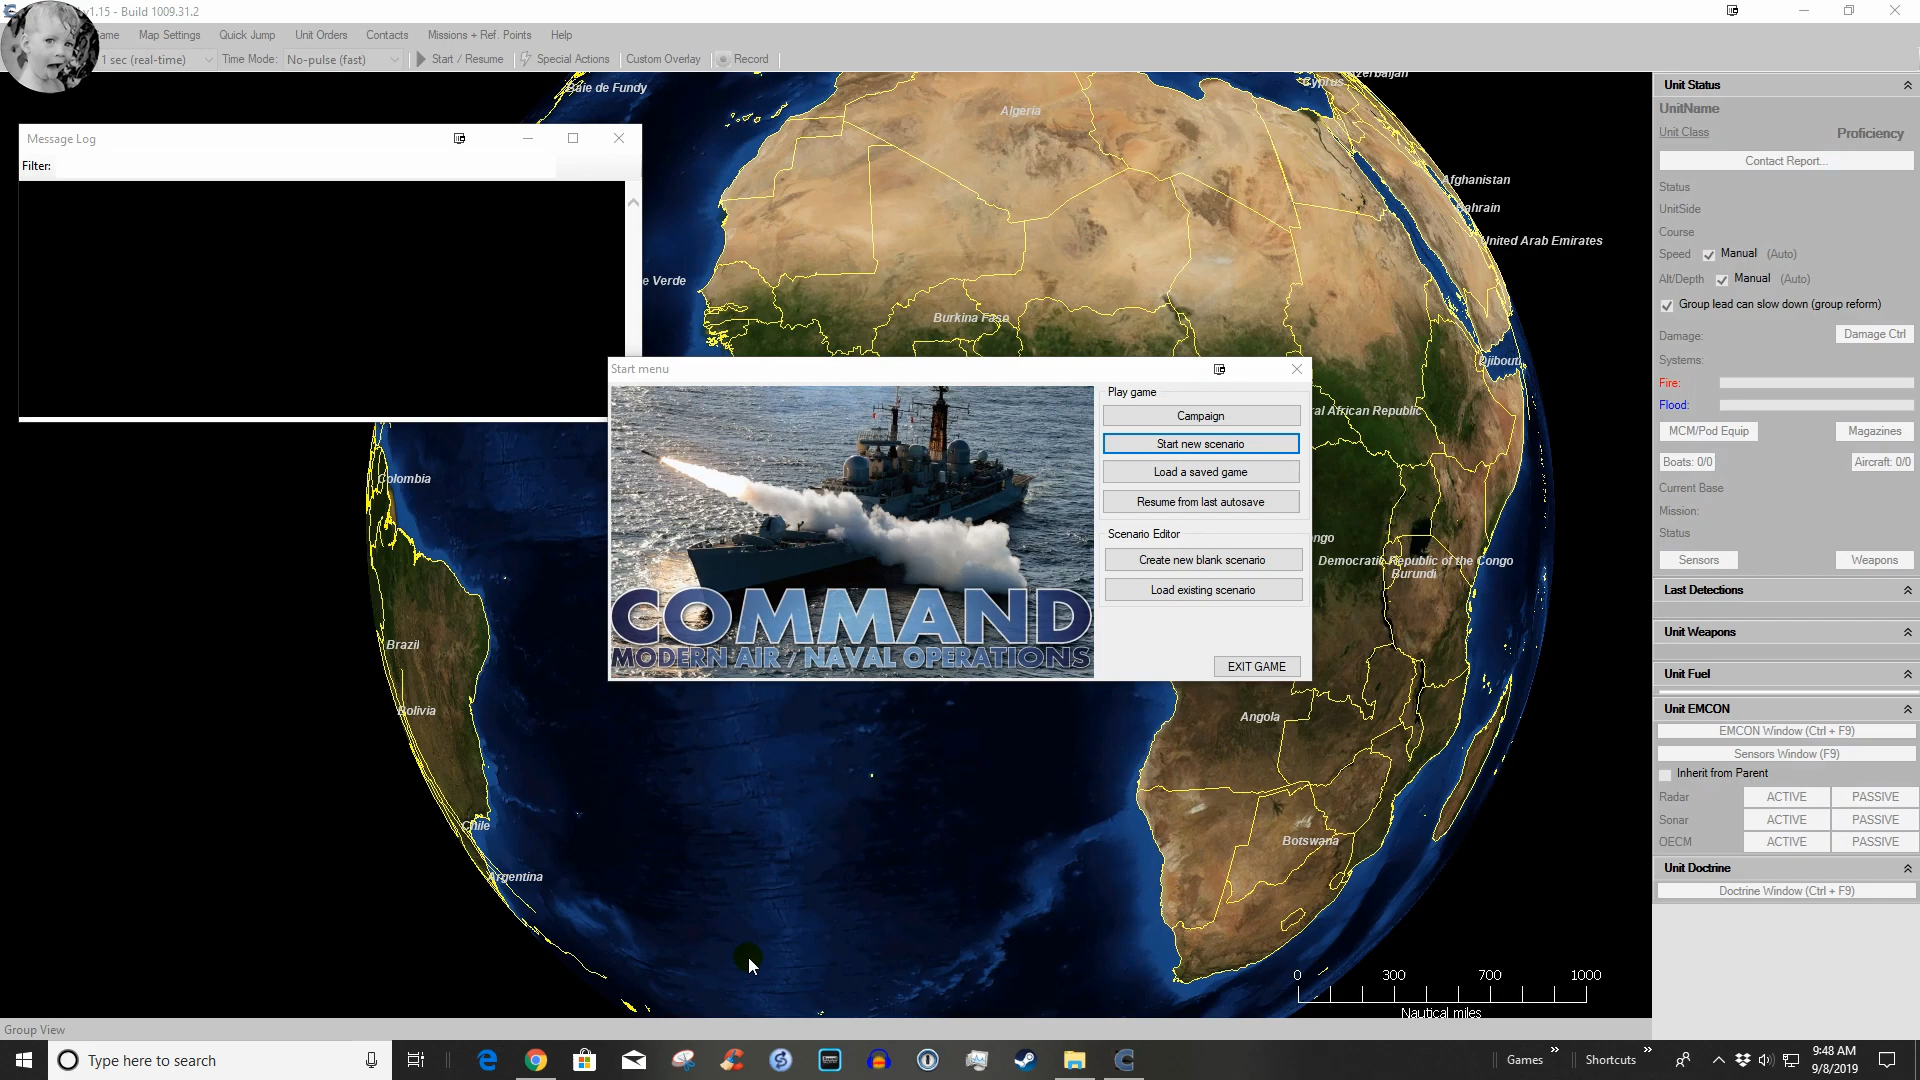 v1.15 - Build 1009.31.2
Map Settings Quick Jump Unit Orders Contacts Missions + Ref. Points Help
1 sec (real-time) Time Mode: No-pulse (fast) Start / Resume Special Actions Custom Overlay Record
Message Log
Filter:
Baie de Fundy
Algeria
Cyprus
Afghanistan
Bahrain
United Arab Emirates
e Verde
Burkina Faso
Djibouti
Colombia
ral African Republic
ngo
Democratic Republic of the Congo
Burundi
Brazil
Bolivia
Angola
Chile
Botswana
Argentina
Start menu
COMMAND
MODERN AIR / NAVAL OPERATIONS
Play game
Campaign
Start new scenario
Load a saved game
Resume from last autosave
Scenario Editor
Create new blank scenario
Load existing scenario
EXIT GAME
0 300 700 1000
Nautical miles
Unit Status
UnitName
Unit Class Proficiency
Contact Report...
Status
UnitSide
Course
Speed Manual (Auto)
Alt/Depth Manual (Auto)
Group lead can slow down (group reform)
Damage: Damage Ctrl
Systems:
Fire:
Flood:
MCM/Pod Equip Magazines
Boats: 0/0 Aircraft: 0/0
Current Base
Mission:
Status
Sensors Weapons
Last Detections
Unit Weapons
Unit Fuel
Unit EMCON
EMCON Window (Ctrl + F9)
Sensors Window (F9)
Inherit from Parent
Radar ACTIVE PASSIVE
Sonar ACTIVE PASSIVE
OECM ACTIVE PASSIVE
Unit Doctrine
Doctrine Window (Ctrl + F9)
Group View
Type here to search
Games
Shortcuts
9:48 AM
9/8/2019